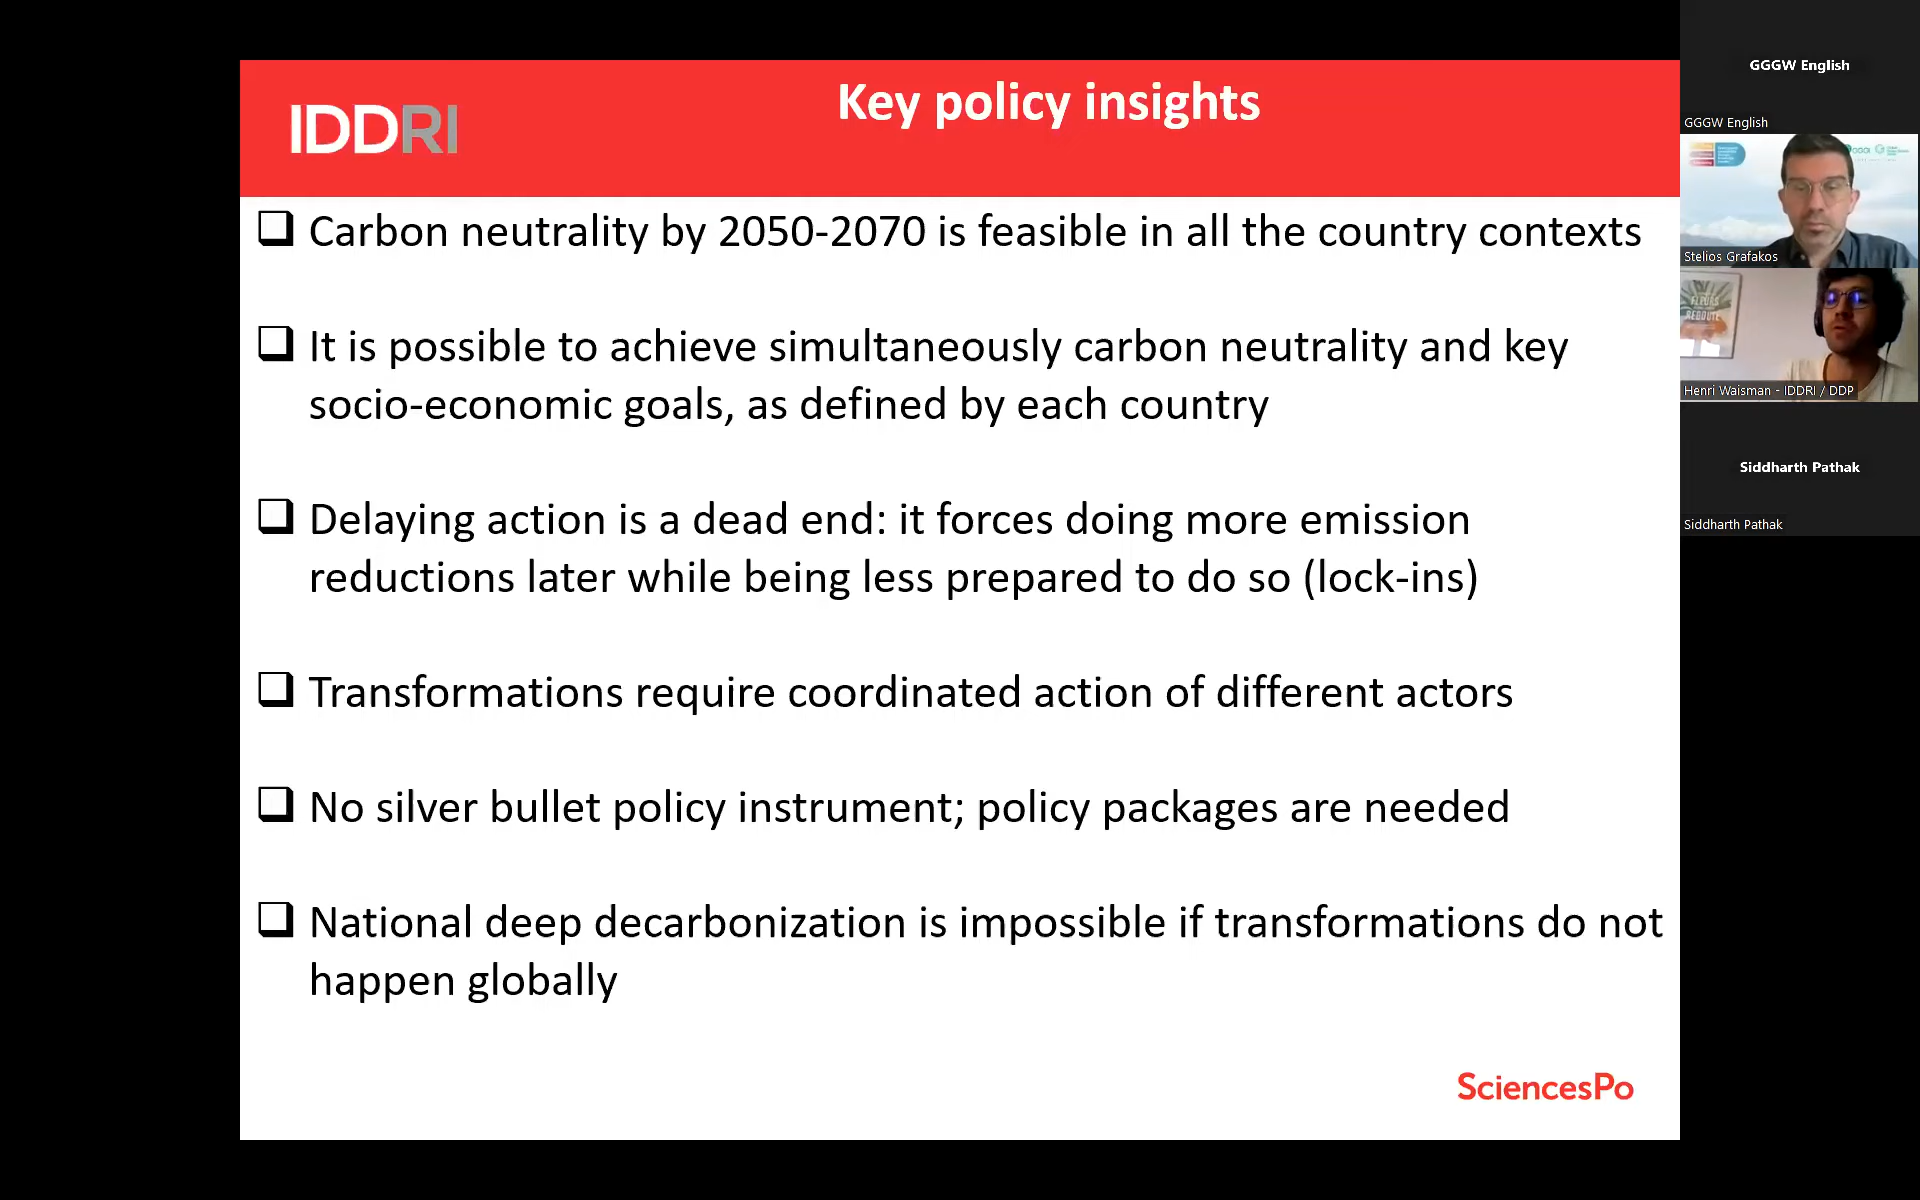 IDDRI
Key policy insights
Carbon neutrality by 2050-2070 is feasible in all the country contexts
It is possible to achieve simultaneously carbon neutrality and key
socio-economic goals, as defined by each country
Delaying action is a dead end: it forces doing more emission
reductions later while being less prepared to do so (lock-ins)
Transformations require coordinated action of different actors
No silver bullet policy instrument; policy packages are needed
National deep decarbonization is impossible if transformations do not
happen globally
SciencesPo
GGGW English
GGGW English
Stelios Grafakos
FLEURS
REDOUTÉ
Henri Waisman - IDDRI / DDP
Siddharth Pathak
Siddharth Pathak